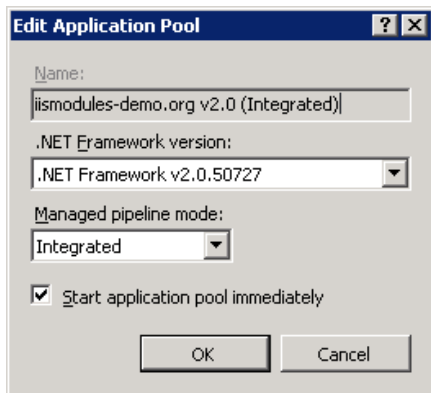 Edit Application Pool
Name:
iismodules-demo.org v2.0 (Integrated)
.NET Framework version:
.NET Framework v2.0.50727
Managed pipeline mode:
Integrated
Start application pool immediately
OK Cancel